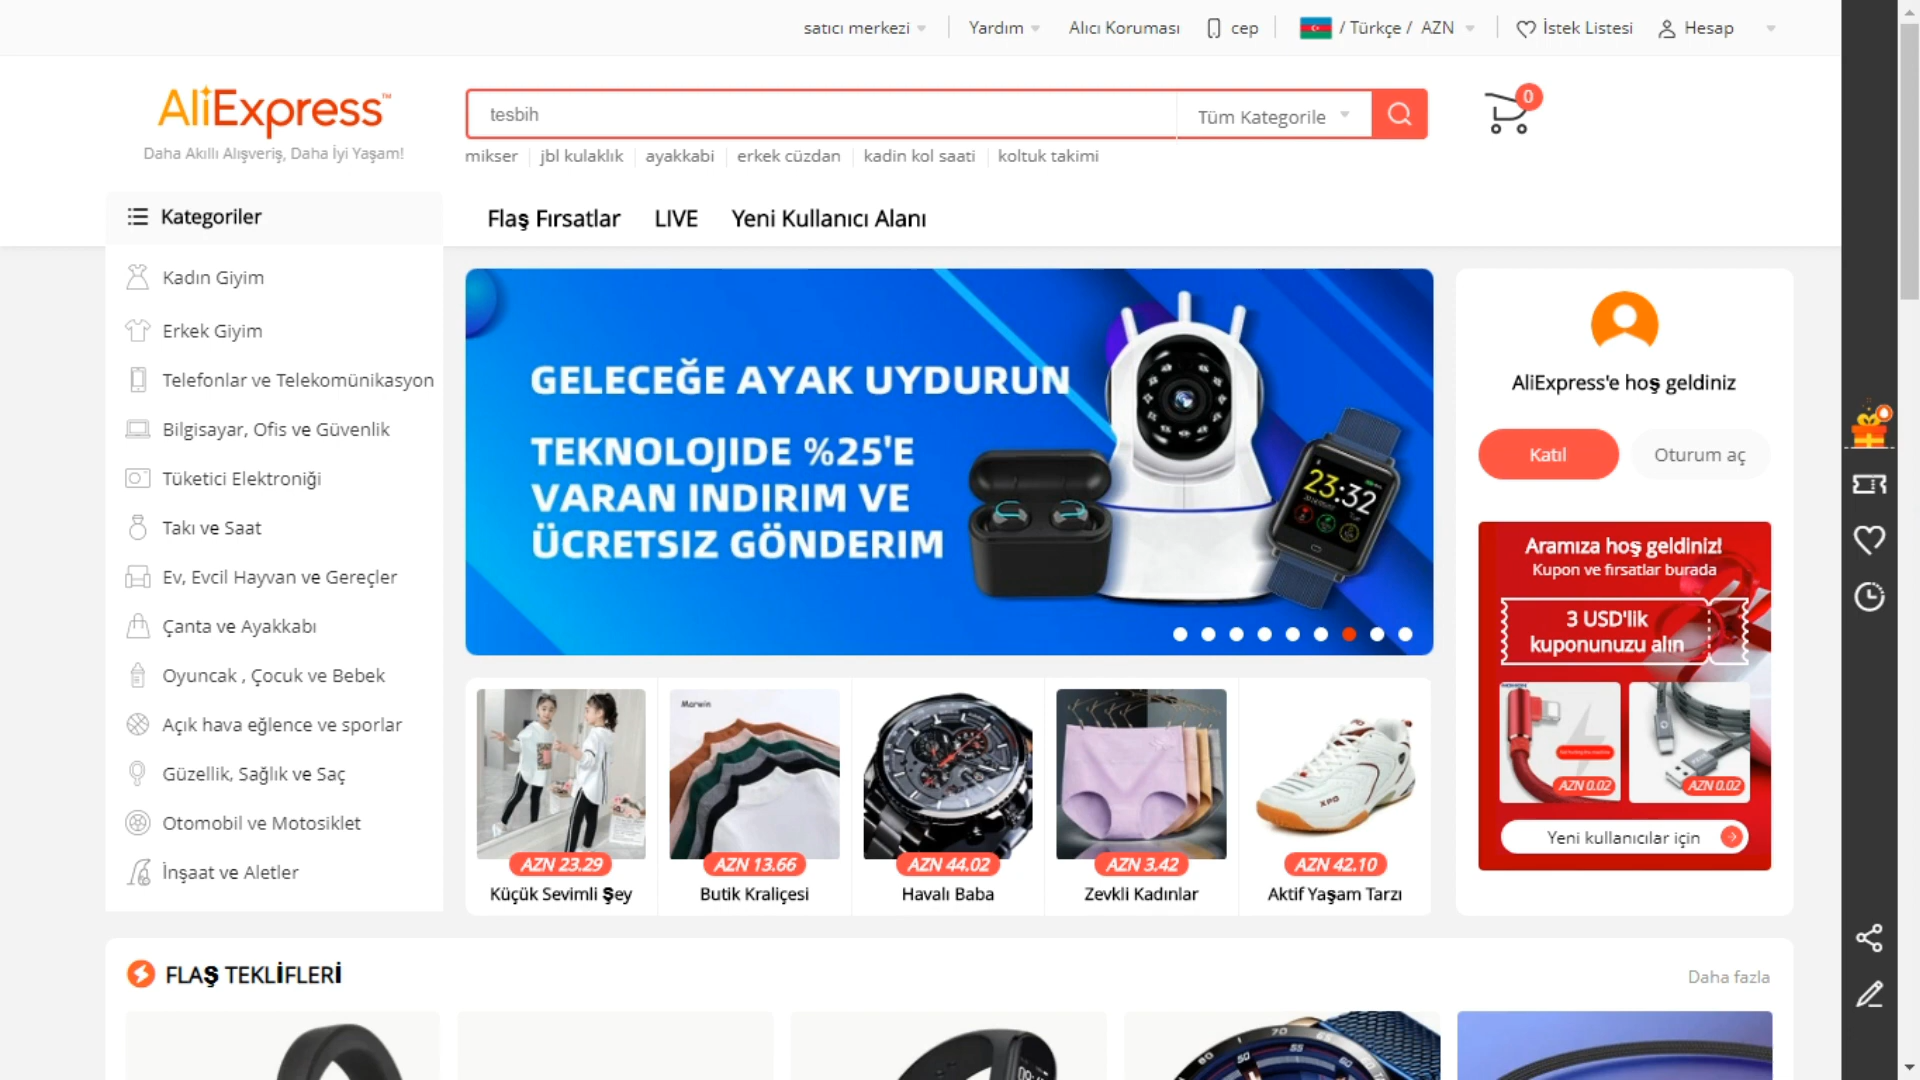 satıcı merkezi
Yardım
Alıcı Koruması
cep
/ Türkçe / AZN
İstek Listesi
Hesap
AliExpress™
Daha Akıllı Alışveriş, Daha İyi Yaşam!
tesbih
Tüm Kategorile
0
mikser
jbl kulaklık
ayakkabi
erkek cüzdan
kadin kol saati
koltuk takimi
Kategoriler
Flaş Fırsatlar
LIVE
Yeni Kullanıcı Alanı
Kadın Giyim
Erkek Giyim
Telefonlar ve Telekomünikasyon
Bilgisayar, Ofis ve Güvenlik
Tüketici Elektroniği
Takı ve Saat
Ev, Evcil Hayvan ve Gereçler
Çanta ve Ayakkabı
Oyuncak , Çocuk ve Bebek
Açık hava eğlence ve sporlar
Güzellik, Sağlık ve Saç
Otomobil ve Motosiklet
İnşaat ve Aletler
GELECEĞE AYAK UYDURUN
TEKNOLOJIDE %25'E
VARAN INDIRIM VE
ÜCRETSIZ GÖNDERIM
23:32
AliExpress'e hoş geldiniz
Katıl
Oturum aç
Aramıza hoş geldiniz!
Kupon ve fırsatlar burada
3 USD'lik
kuponunuzu alın
AZN 0.02
AZN 0.02
Yeni kullanıcılar için
Marwin
XPD
AZN 23.29
AZN 13.66
AZN 44.02
AZN 3.42
AZN 42.10
Küçük Sevimli Şey
Butik Kraliçesi
Havalı Baba
Zevkli Kadınlar
Aktif Yaşam Tarzı
FLAŞ TEKLİFLERİ
Daha fazla
70
60
50
55
60